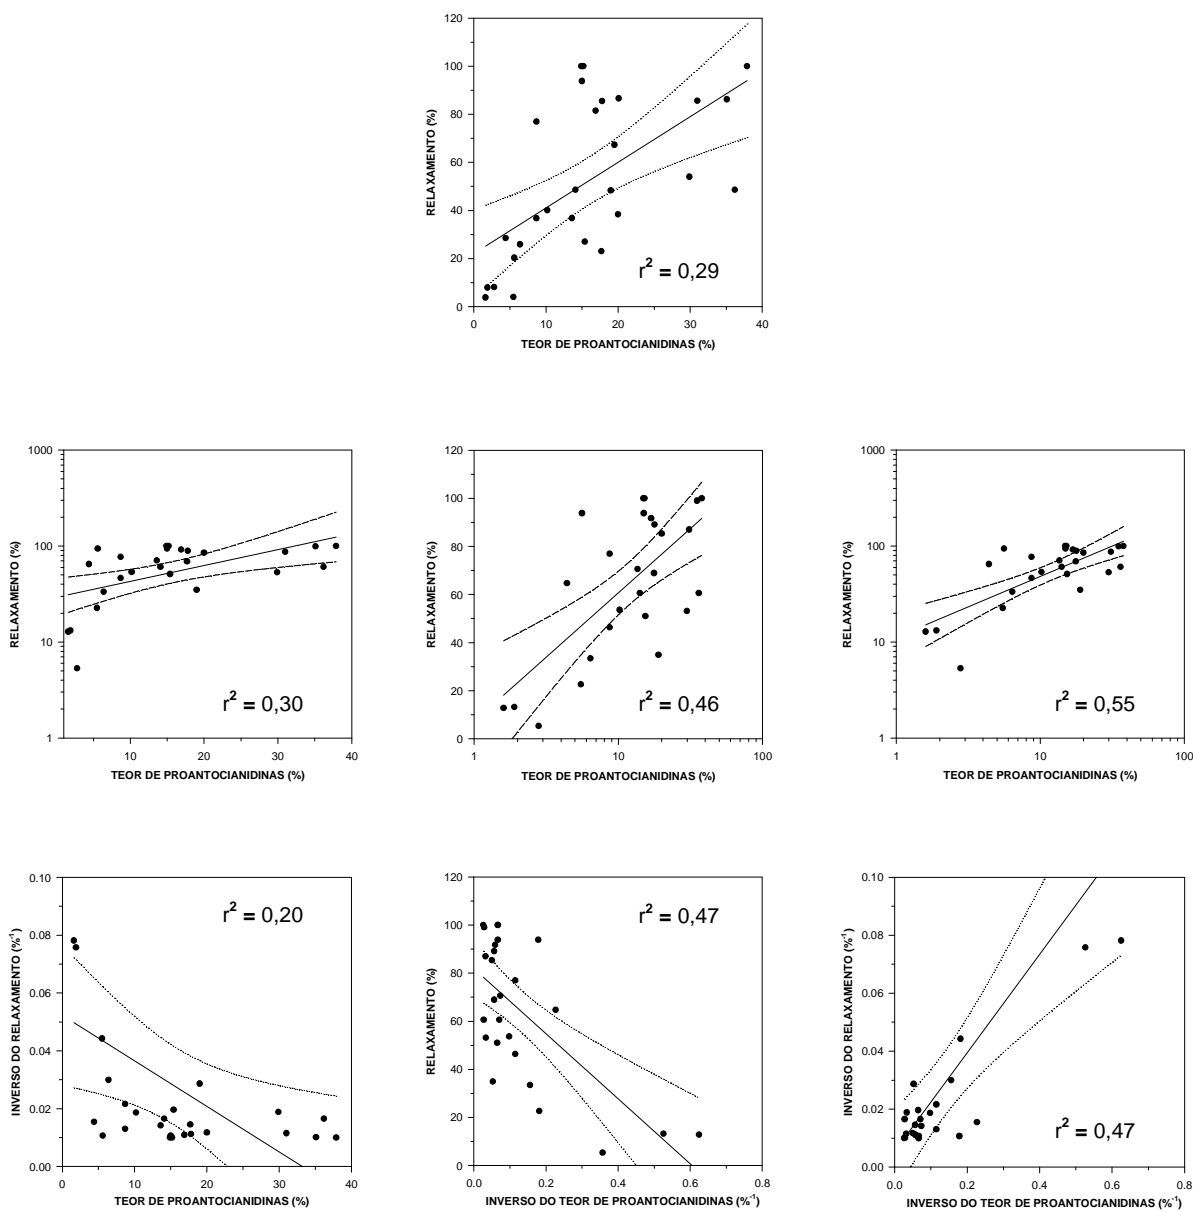 120
100
80
60
40
20
0
RELAXAMENTO (%)
r² = 0,29
0 10 20 30 40
TEOR DE PROANTOCIANIDINAS (%)
1000
100
10
1
RELAXAMENTO (%)
r² = 0,30
10 20 30 40
TEOR DE PROANTOCIANIDINAS (%)
120
100
80
60
40
20
0
RELAXAMENTO (%)
r² = 0,46
1 10 100
TEOR DE PROANTOCIANIDINAS (%)
1000
100
10
1
RELAXAMENTO (%)
r² = 0,55
1 10 100
TEOR DE PROANTOCIANIDINAS (%)
0.10
0.08
0.06
0.04
0.02
0.00
INVERSO DO RELAXAMENTO (%⁻¹)
r² = 0,20
0 10 20 30 40
TEOR DE PROANTOCIANIDINAS (%)
120
100
80
60
40
20
0
RELAXAMENTO (%)
r² = 0,47
0.0 0.2 0.4 0.6 0.8
INVERSO DO TEOR DE PROANTOCIANIDINAS (%⁻¹)
0.10
0.08
0.06
0.04
0.02
0.00
INVERSO DO RELAXAMENTO (%⁻¹)
r² = 0,47
0.0 0.2 0.4 0.6 0.8
INVERSO DO TEOR DE PROANTOCIANIDINAS (%⁻¹)